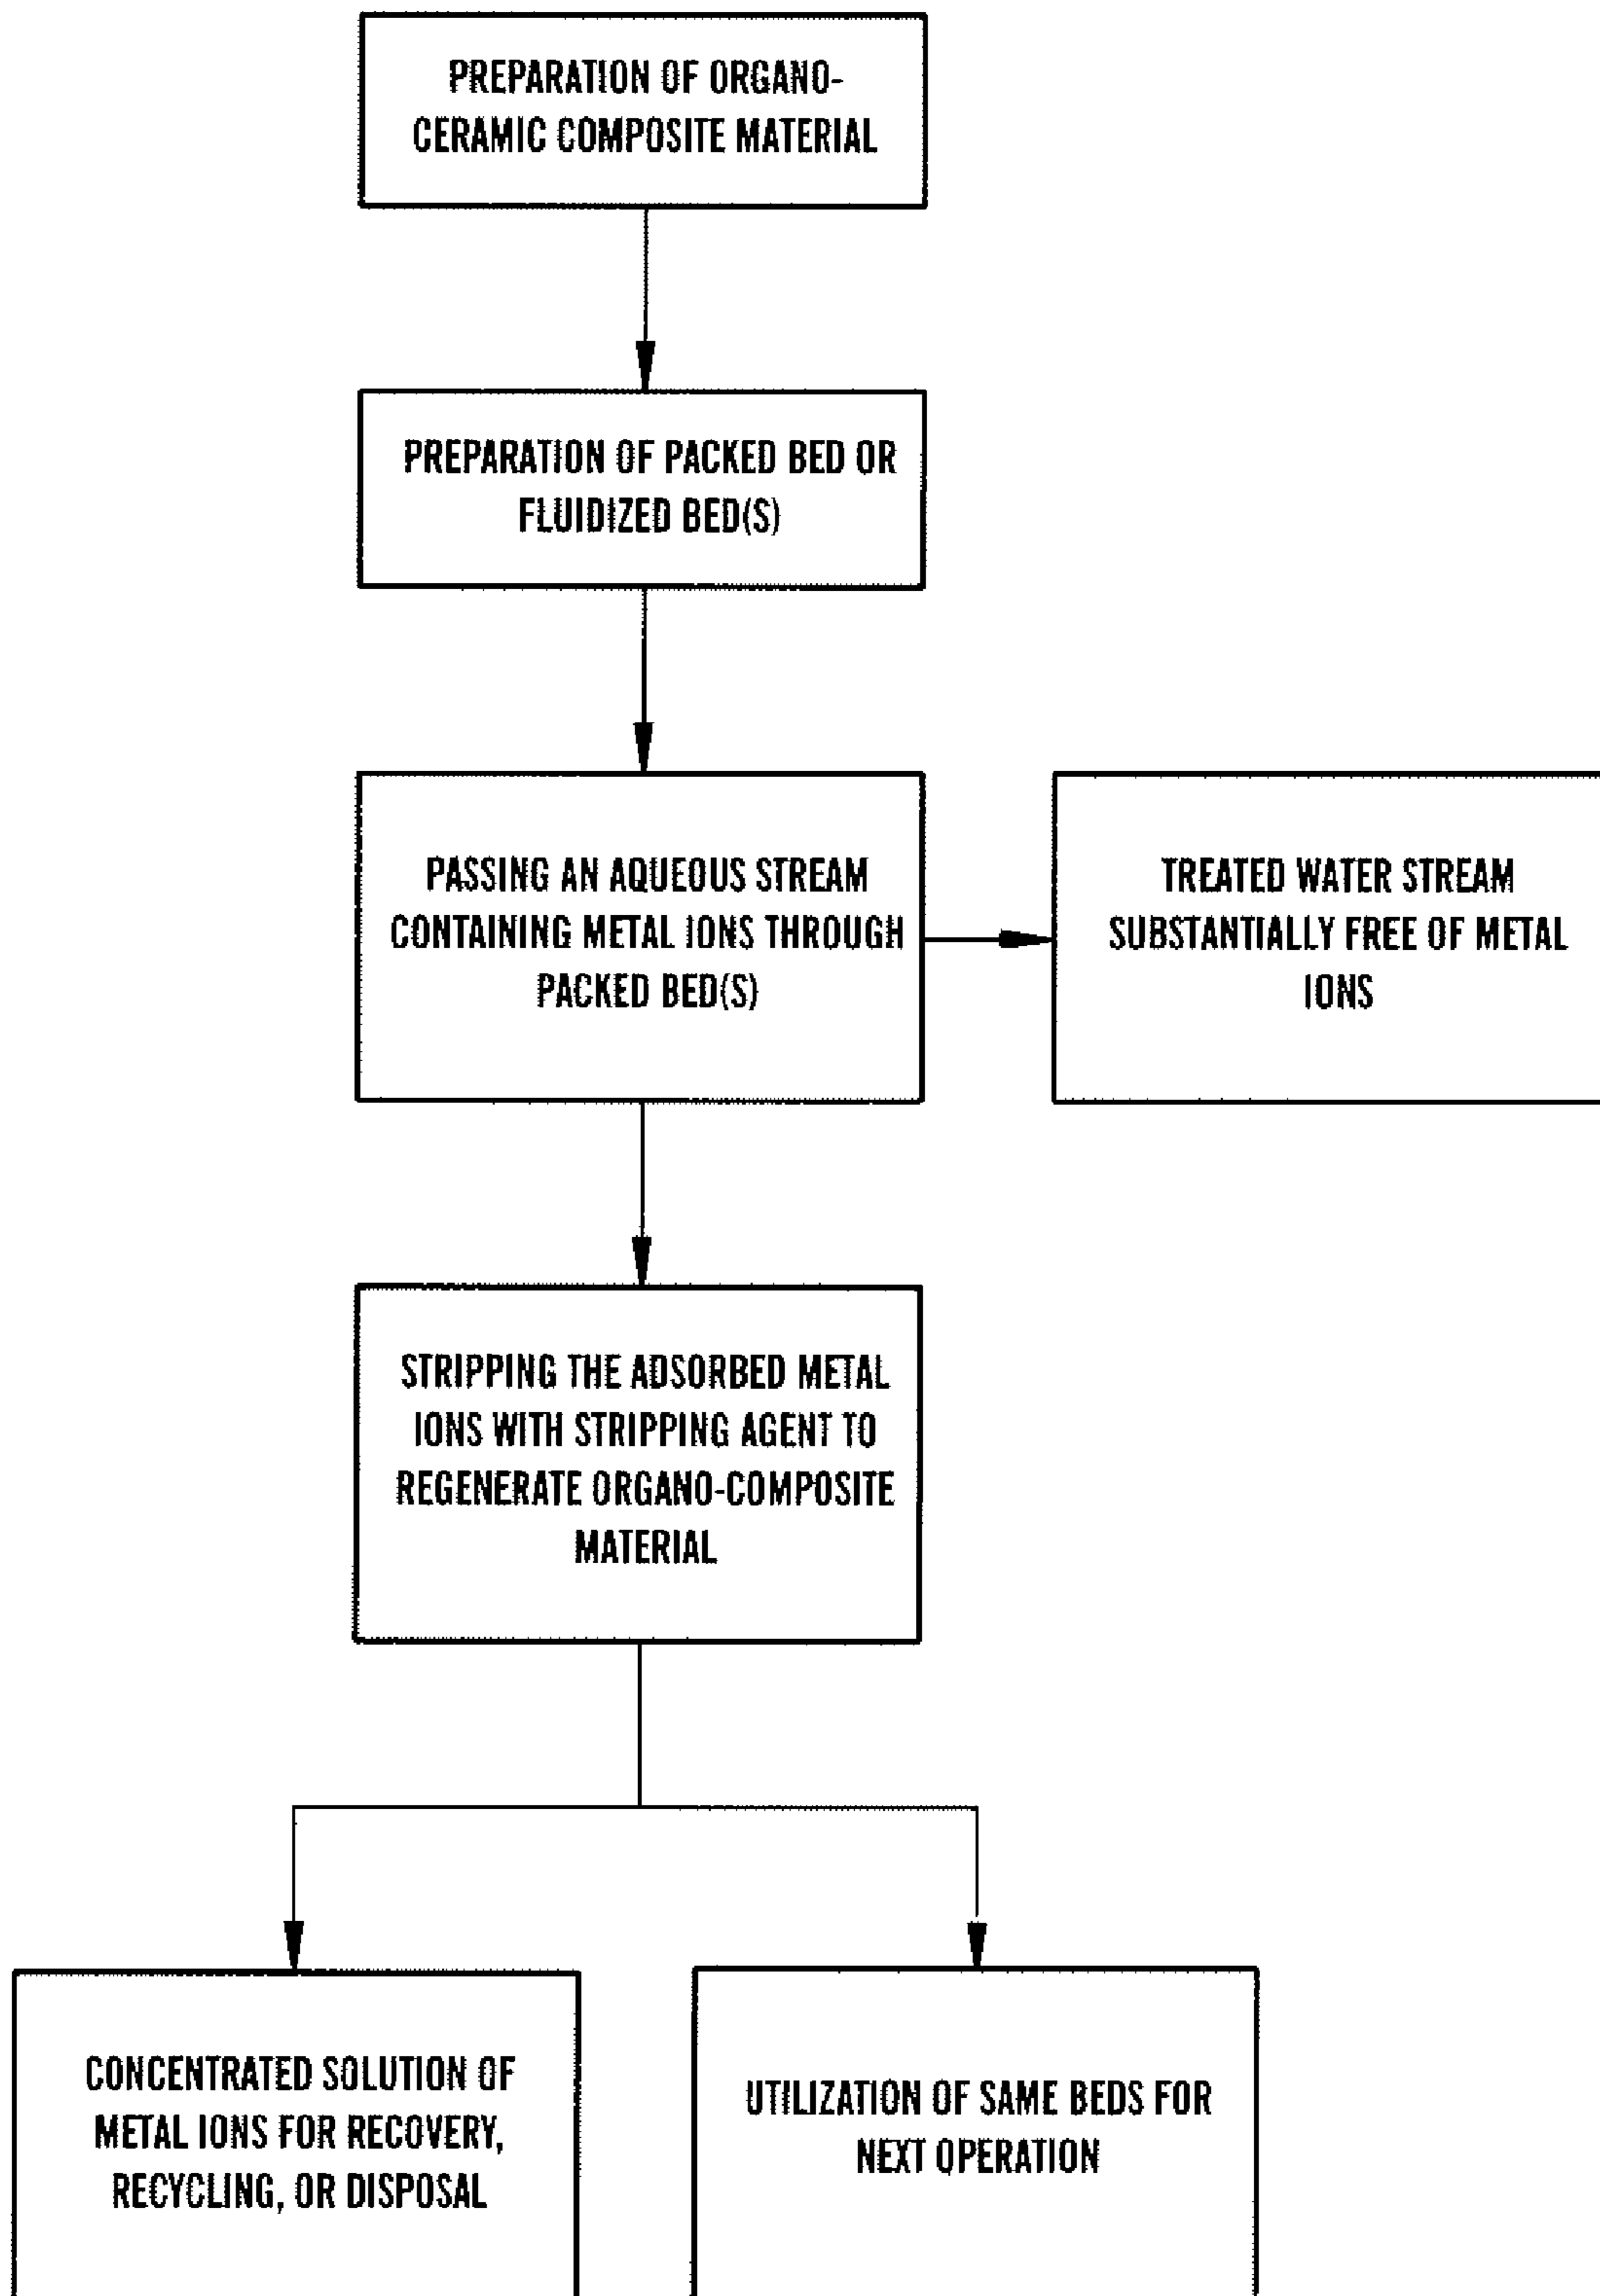 PREPARATION OF ORGANO-
CERAMIC COMPOSITE MATERIAL
PREPARATION OF PACKED BED OR
FLUIDIZED BED(S)
PASSING AN AQUEOUS STREAM
CONTAINING METAL IONS THROUGH
PACKED BED(S)
TREATED WATER STREAM
SUBSTANTIALLY FREE OF METAL
IONS
STRIPPING THE ADSORBED METAL
IONS WITH STRIPPING AGENT TO
REGENERATE ORGANO-COMPOSITE
MATERIAL
CONCENTRATED SOLUTION OF
METAL IONS FOR RECOVERY,
RECYCLING, OR DISPOSAL
UTILIZATION OF SAME BEDS FOR
NEXT OPERATION